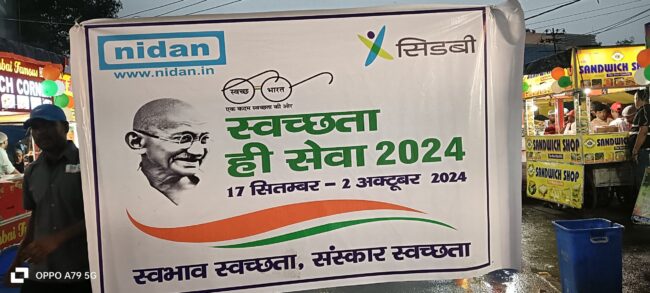 nidan
www.nidan.in
सिडबी
स्वच्छ भारत
एक कदम स्वच्छता की ओर
स्वच्छता
ही सेवा 2024
17 सितम्बर – 2 अक्टूबर 2024
स्वभाव स्वच्छता, संस्कार स्वच्छता
SANDWICH SHOP
SANDWICH SHOP
SANDWICH SHOP
OPPO A79 5G